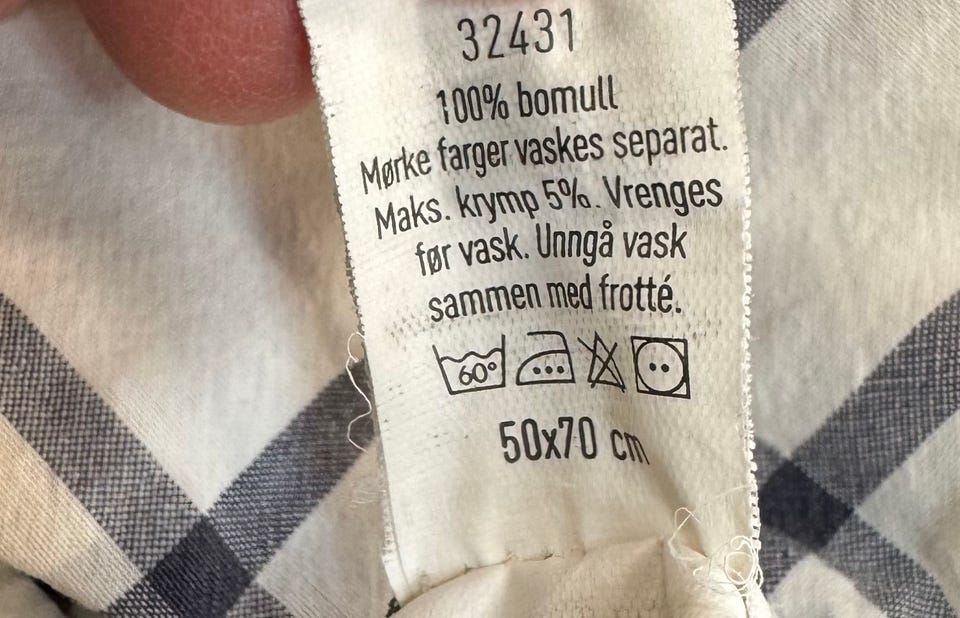 32431
100% bomull
Mørke farger vaskes separat.
Maks. krymp 5%. Vrenges
før vask. Unngå vask
sammen med frotté.
60°
50x70 cm